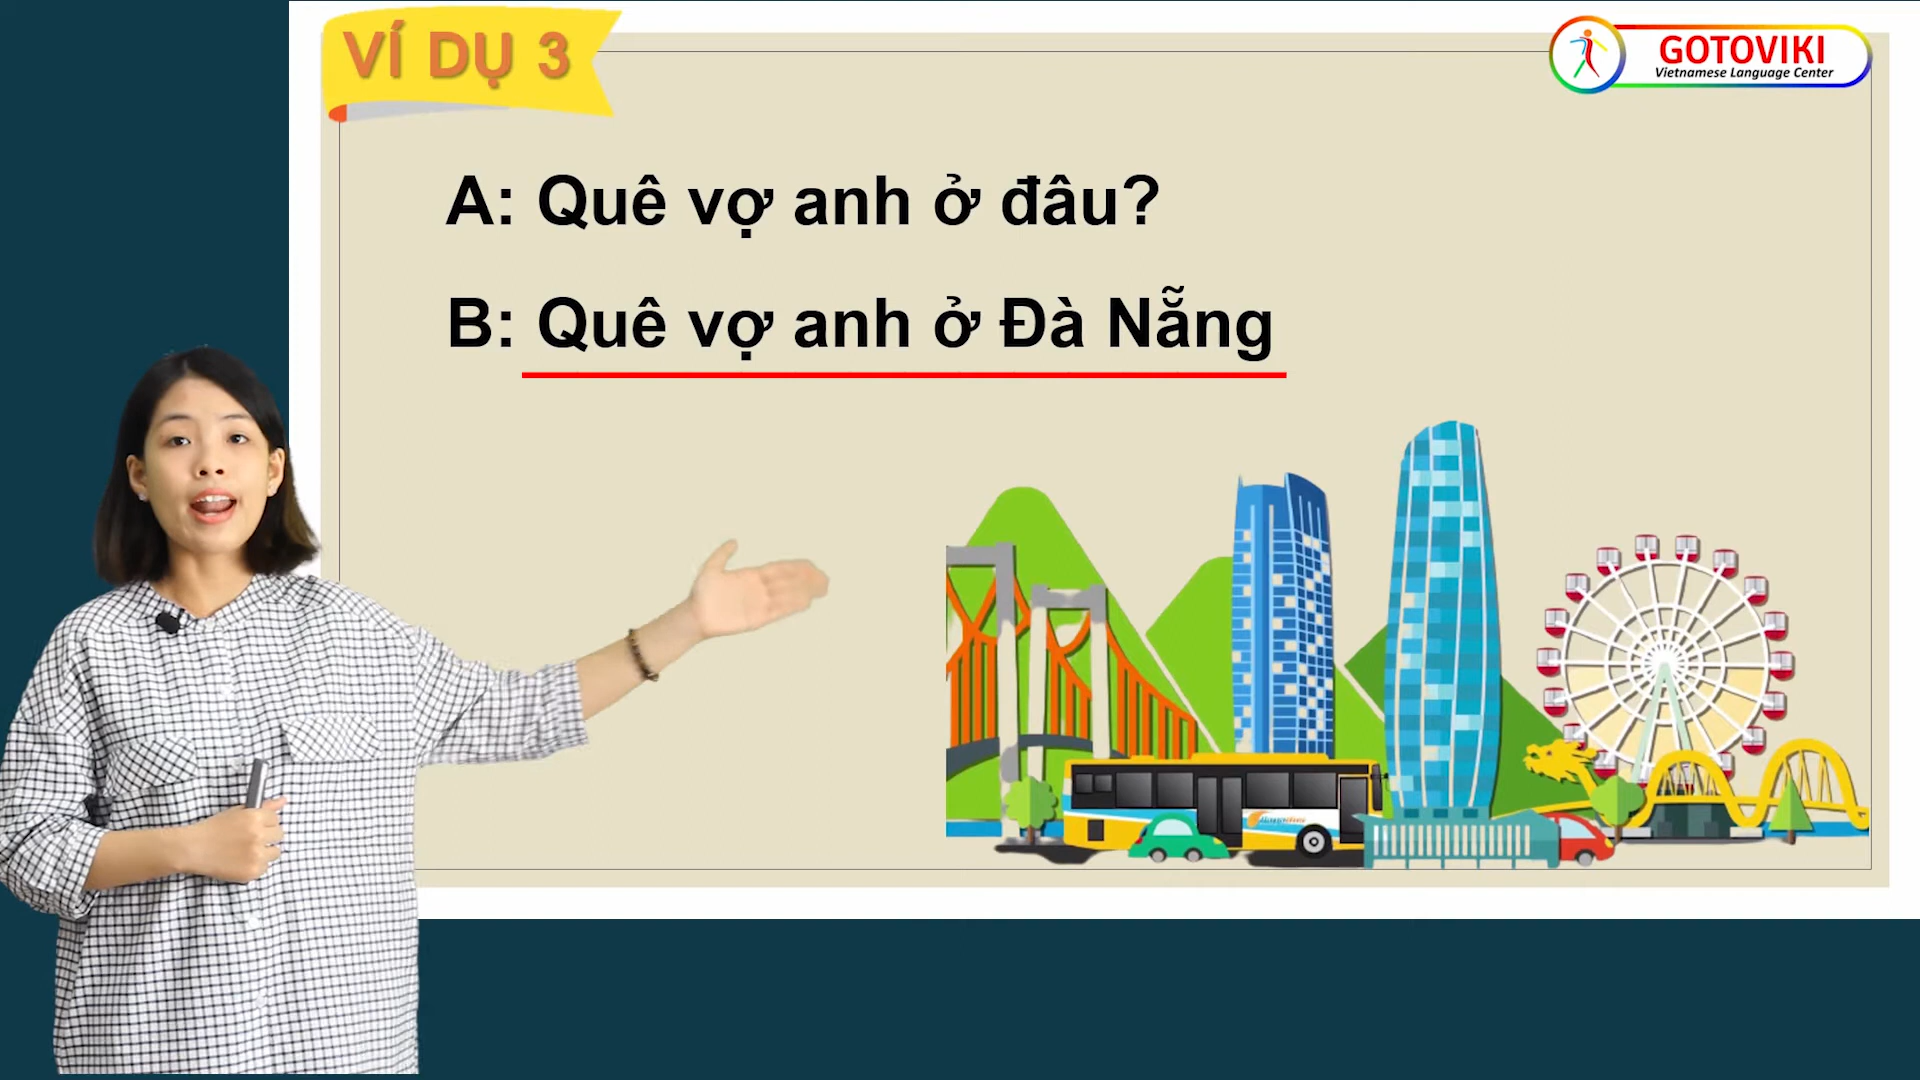 VÍ DỤ 3
GOTOVIKI
Vietnamese Language Center
A: Quê vợ anh ở đâu?
B: Quê vợ anh ở Đà Nẵng